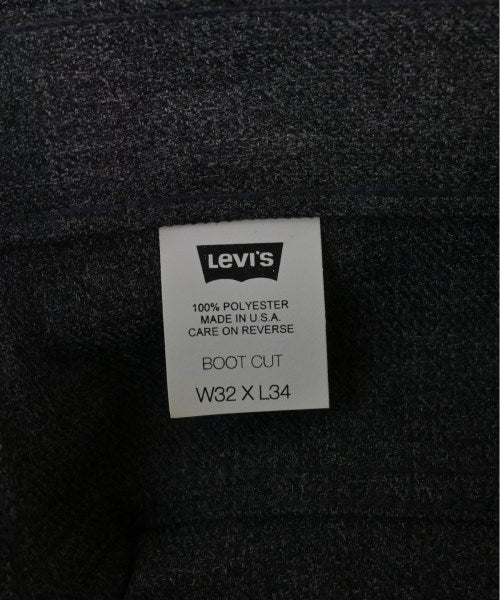 Levi's
100% POLYESTER
MADE IN U.S.A.
CARE ON REVERSE
BOOT CUT
W32 X L34